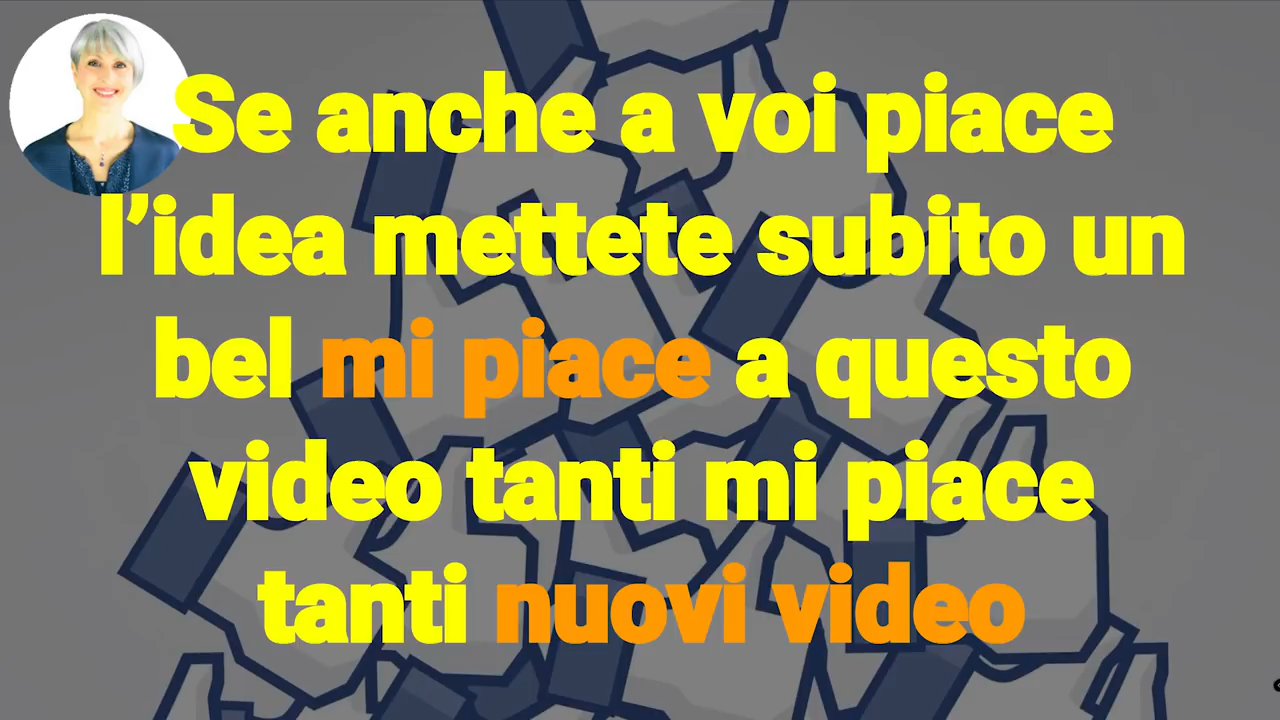 Se anche a voi piace
l’idea mettete subito un
bel mi piace a questo
video tanti mi piace
tanti nuovi video